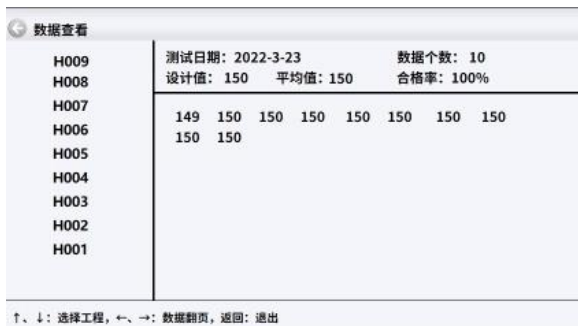 数据查看
H009
H008
H007
H006
H005
H004
H003
H002
H001
测试日期：2022-3-23 数据个数：10
设计值：150 平均值：150 合格率：100%
149 150 150 150 150 150 150 150
150 150
↑、↓：选择工程，←、→：数据翻页，返回：退出